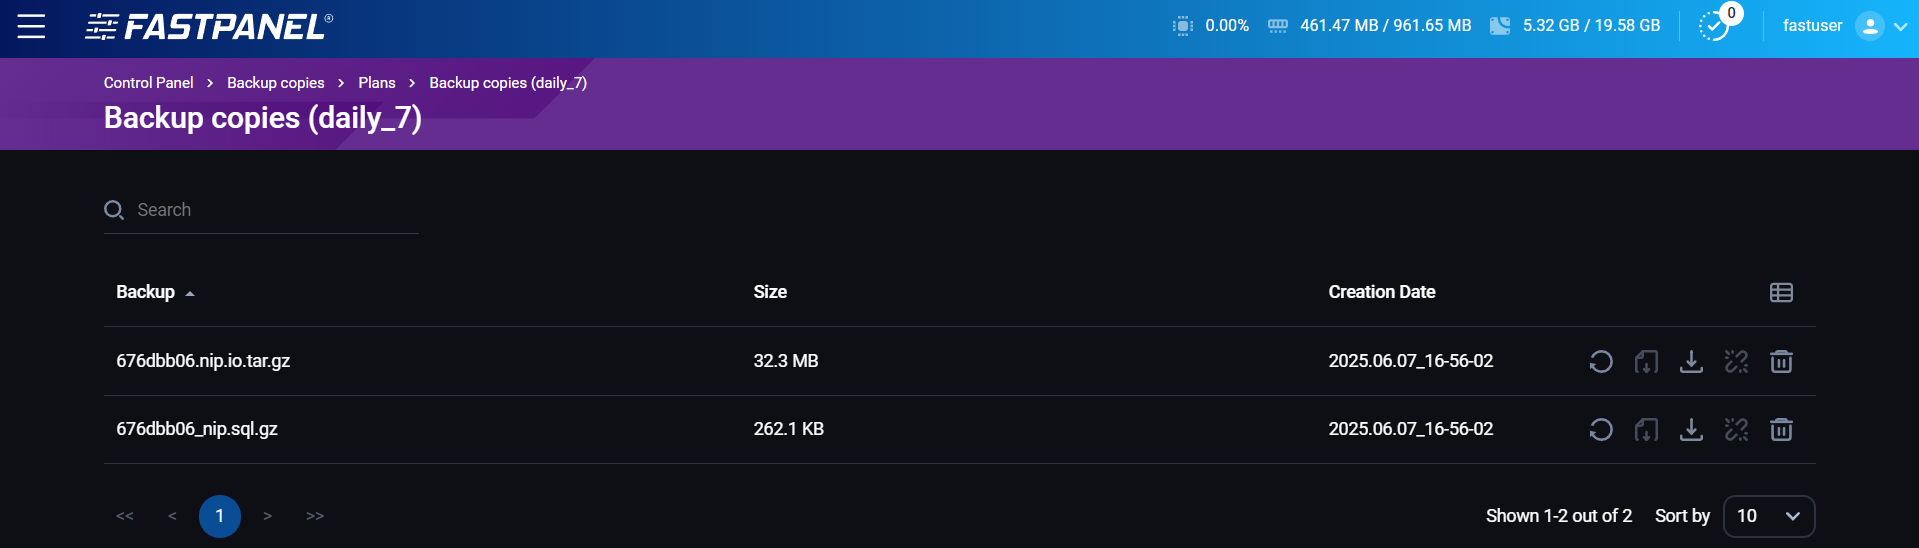 FASTPANEL®
0.00%
461.47 MB / 961.65 MB
5.32 GB / 19.58 GB
0
fastuser
Control Panel > Backup copies > Plans > Backup copies (daily_7)
Backup copies (daily_7)
Search
Backup Size Creation Date
676dbb06.nip.io.tar.gz 32.3 MB 2025.06.07_16-56-02
676dbb06_nip.sql.gz 262.1 KB 2025.06.07_16-56-02
<< < 1 > >> Shown 1-2 out of 2 Sort by 10